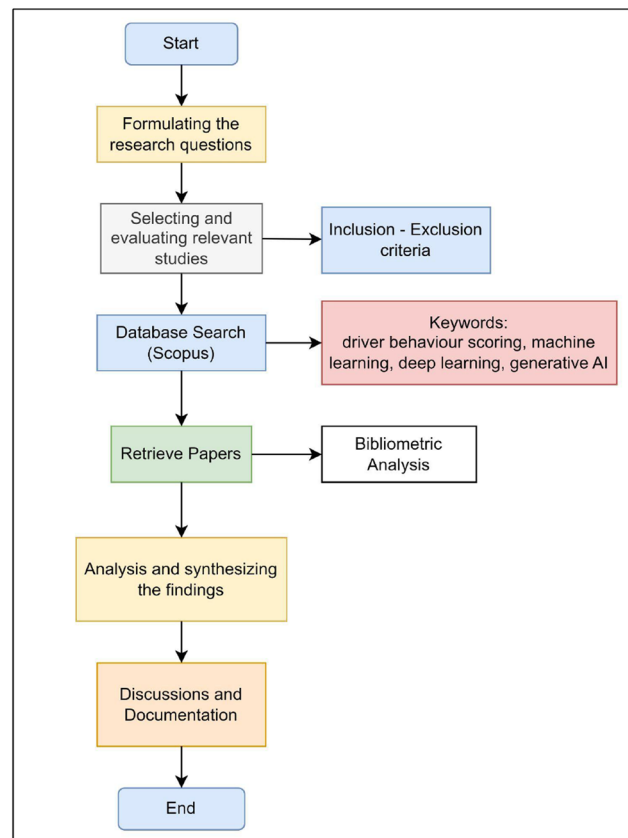 Start
Formulating the
research questions
Selecting and
evaluating relevant
studies
Inclusion - Exclusion
criteria
Database Search
(Scopus)
Keywords:
driver behaviour scoring, machine
learning, deep learning, generative AI
Retrieve Papers
Bibliometric
Analysis
Analysis and synthesizing
the findings
Discussions and
Documentation
End